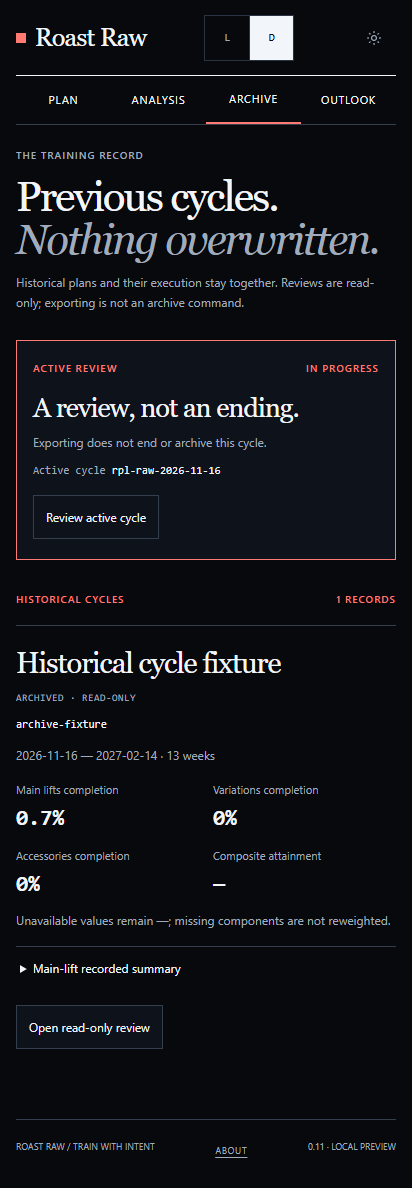 Roast Raw
L D
PLAN ANALYSIS ARCHIVE OUTLOOK
THE TRAINING RECORD
Previous cycles.
Nothing overwritten.
Historical plans and their execution stay together. Reviews are read-
only; exporting is not an archive command.
ACTIVE REVIEW IN PROGRESS
A review, not an ending.
Exporting does not end or archive this cycle.
Active cycle rpl-raw-2026-11-16
Review active cycle
HISTORICAL CYCLES 1 RECORDS
Historical cycle fixture
ARCHIVED · READ-ONLY
archive-fixture
2026-11-16 — 2027-02-14 · 13 weeks
Main lifts completion Variations completion
0.7% 0%
Accessories completion Composite attainment
0% —
Unavailable values remain —; missing components are not reweighted.
Main-lift recorded summary
Open read-only review
ROAST RAW / TRAIN WITH INTENT ABOUT 0.11 · LOCAL PREVIEW